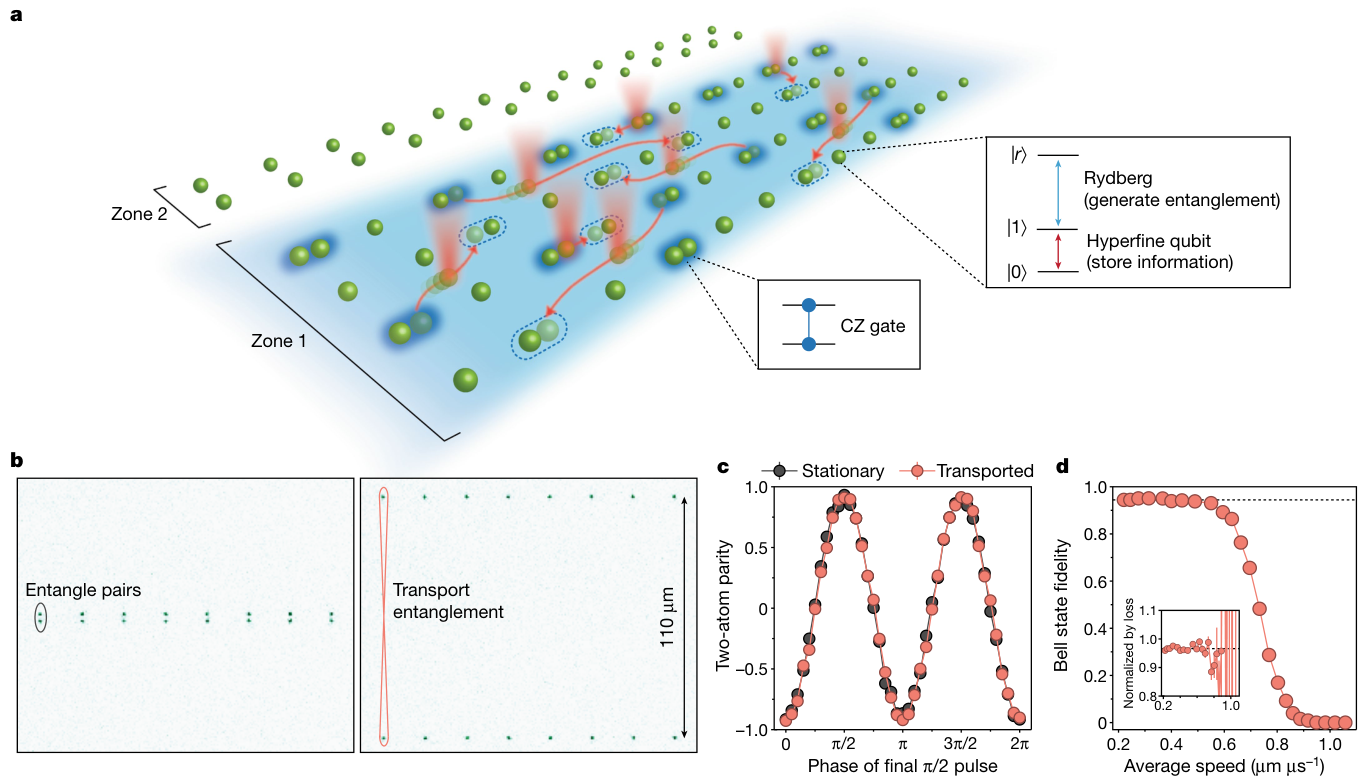 a
Zone 2
Zone 1
|r⟩
Rydberg
(generate entanglement)
|1⟩
Hyperfine qubit
(store information)
|0⟩
CZ gate
b
Entangle pairs
Transport
entanglement
110 μm
c
Stationary
Transported
Two-atom parity
1.0
0.5
0
−0.5
−1.0
0
π/2
π
3π/2
2π
Phase of final π/2 pulse
d
Bell state fidelity
1.0
0.8
0.6
0.4
0.2
0
Normalized by loss
1.1
1.0
0.9
0.8
0.2
1.0
0.2
0.4
0.6
0.8
1.0
Average speed (μm μs⁻¹)